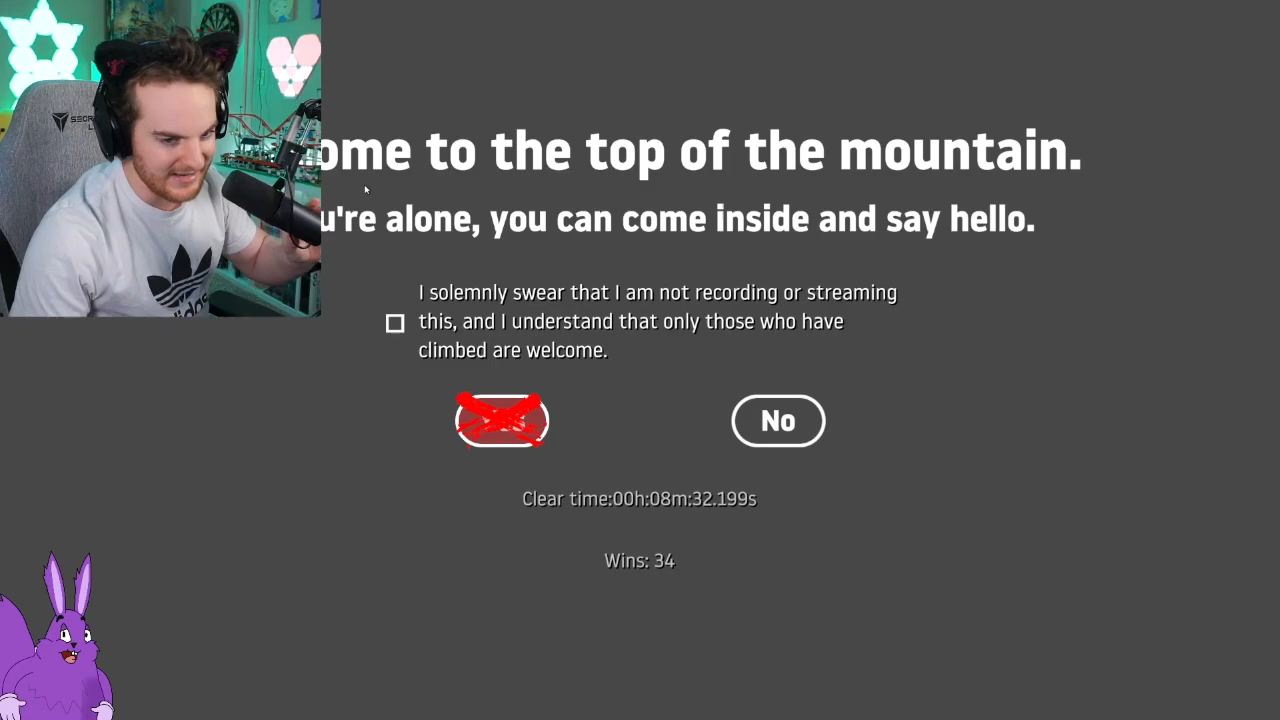 ome to the top of the mountain.
u're alone, you can come inside and say hello.
I solemnly swear that I am not recording or streaming
this, and I understand that only those who have
climbed are welcome.
No
Clear time:00h:08m:32.199s
Wins: 34